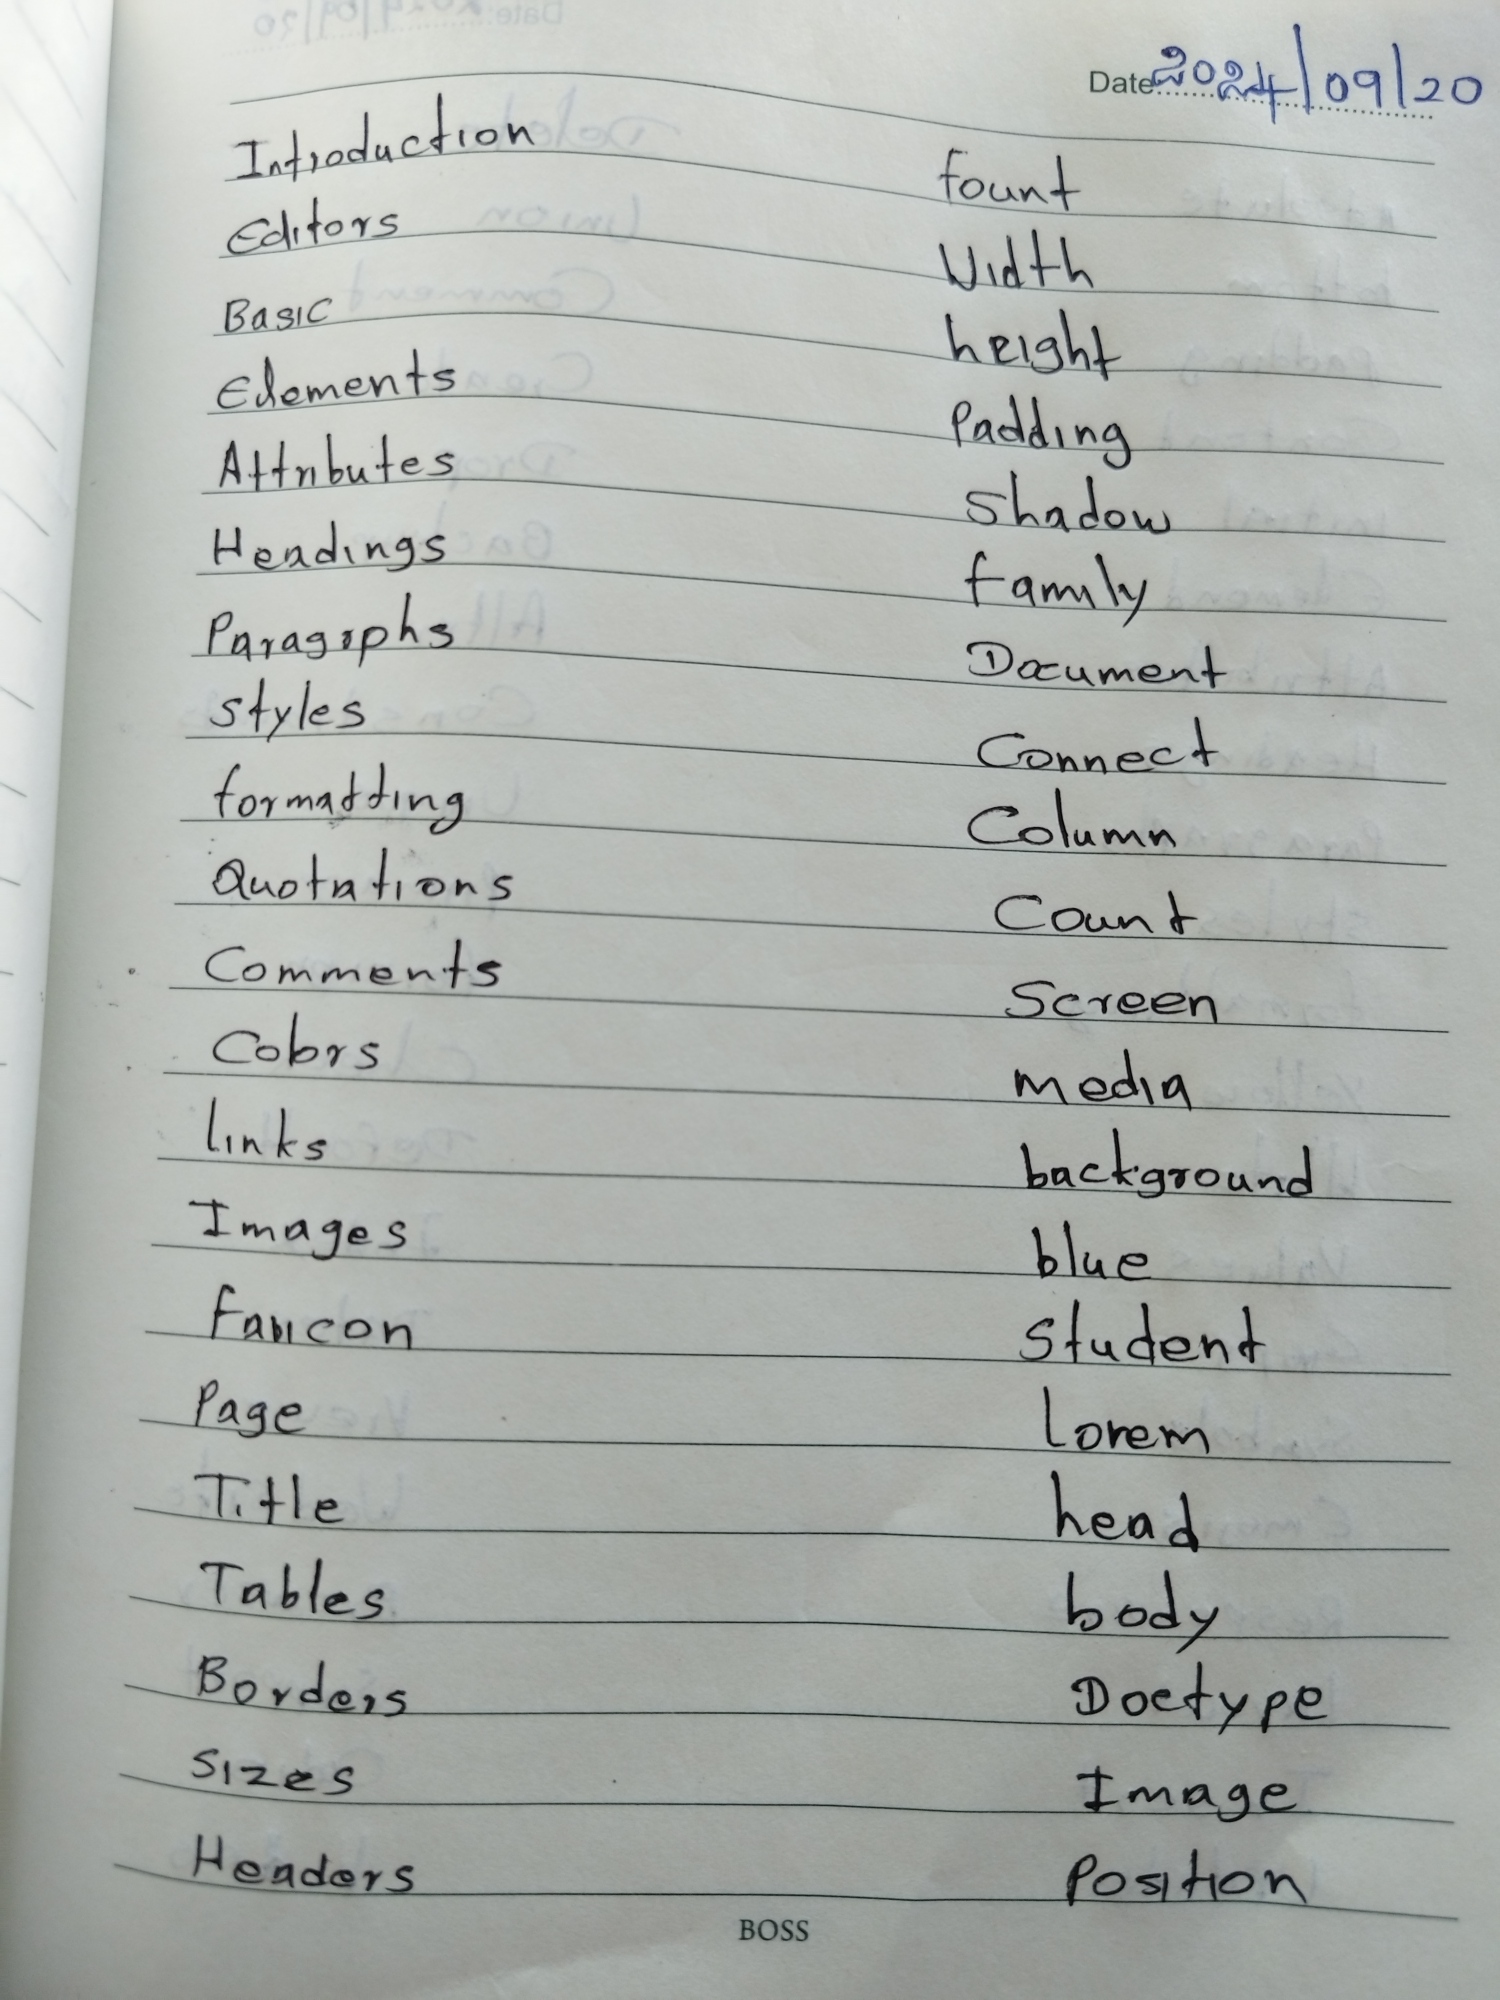 Date 2024/09/20
Introduction
Editors
Basic
Elements
Attributes
Headings
Paragrphs
Styles
formatting
Quotations
Comments
Colors
links
Images
Favicon
Page
Title
Tables
Borders
Sizes
Headers
fount
Width
height
Padding
Shadow
family
Document
Connect
Column
Count
Screen
media
background
blue
Student
lorem
head
body
Doctype
Image
Position
BOSS